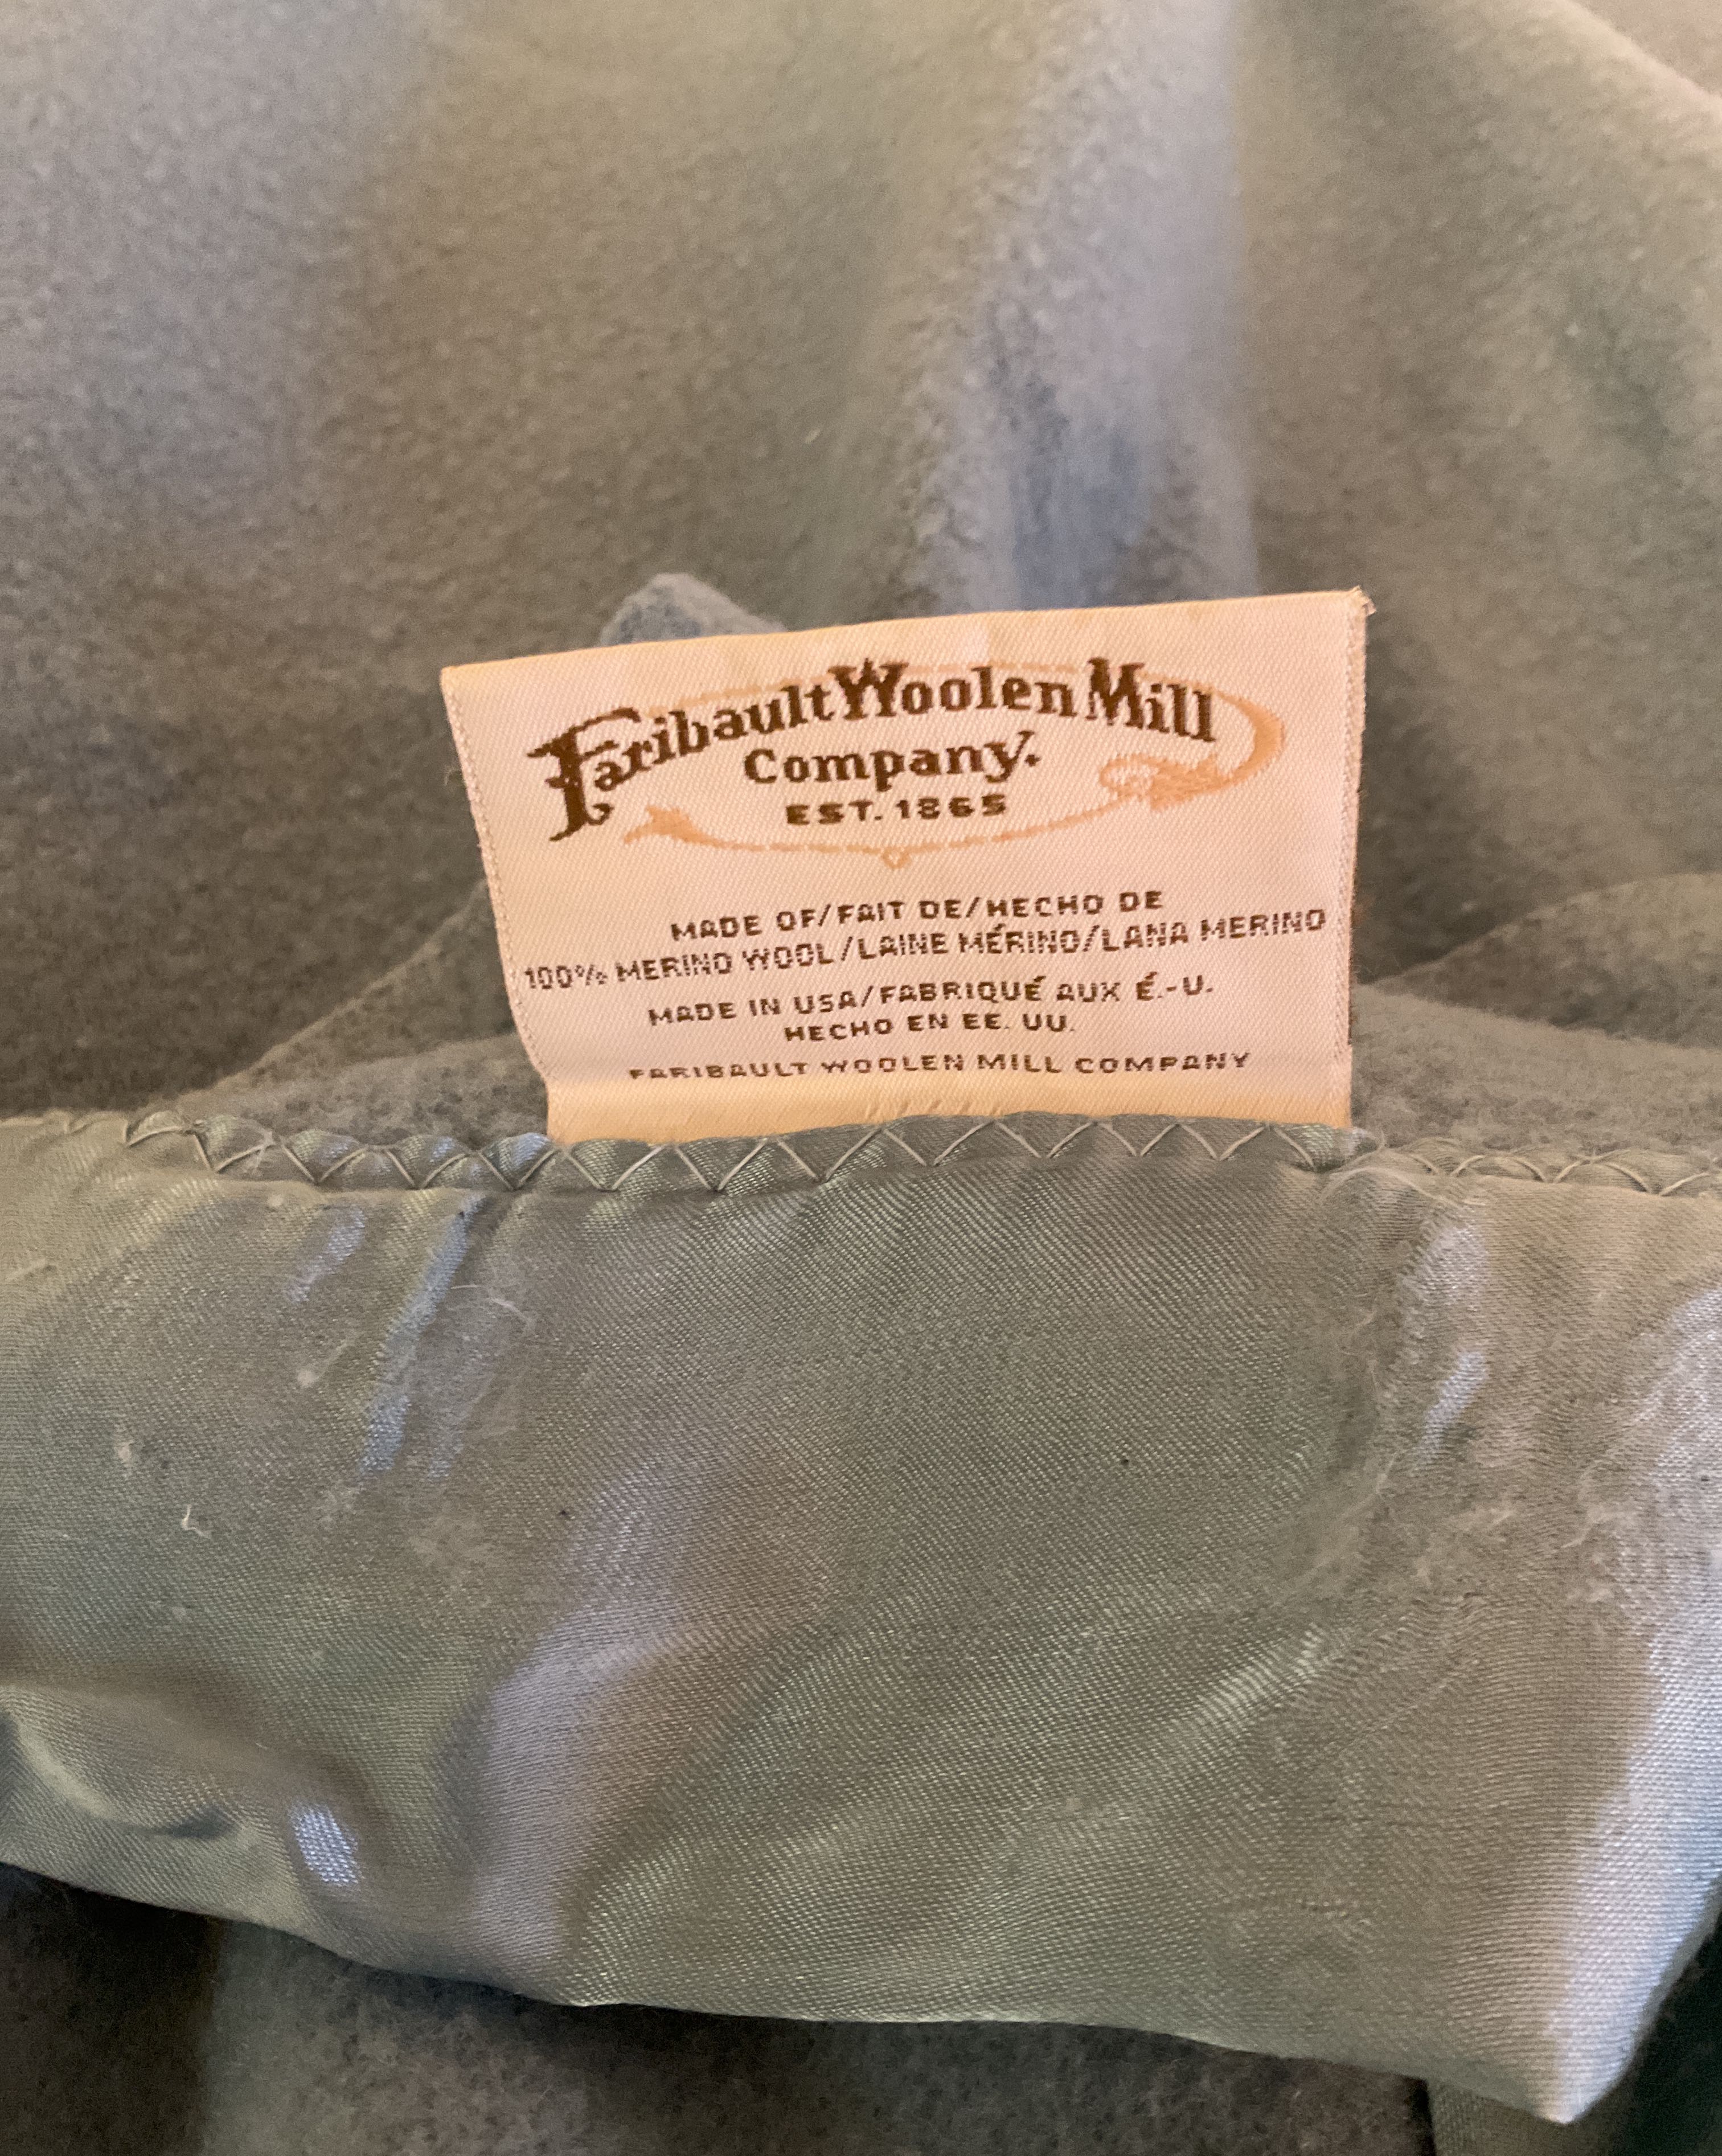 Faribault Woolen Mill
Company.
EST. 1865
MADE OF/FAIT DE/HECHO DE
100% MERINO WOOL/LAINE MÉRINO/LANA MERINO
MADE IN USA/FABRIQUÉ AUX É.-U.
HECHO EN EE. UU.
FARIBAULT WOOLEN MILL COMPANY